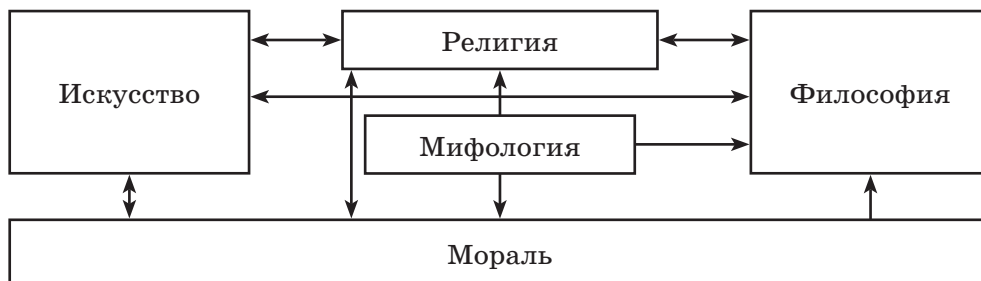 Религия
Искусство
Философия
Мифология
Мораль